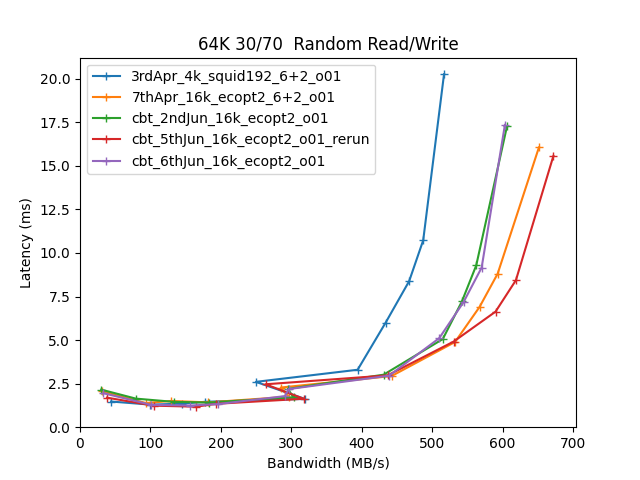 64K 30/70  Random Read/Write
3rdApr_4k_squid192_6+2_o01
7thApr_16k_ecopt2_6+2_o01
cbt_2ndJun_16k_ecopt2_o01
cbt_5thJun_16k_ecopt2_o01_rerun
cbt_6thJun_16k_ecopt2_o01
Latency (ms)
20.0
17.5
15.0
12.5
10.0
7.5
5.0
2.5
0.0
0 100 200 300 400 500 600 700
Bandwidth (MB/s)